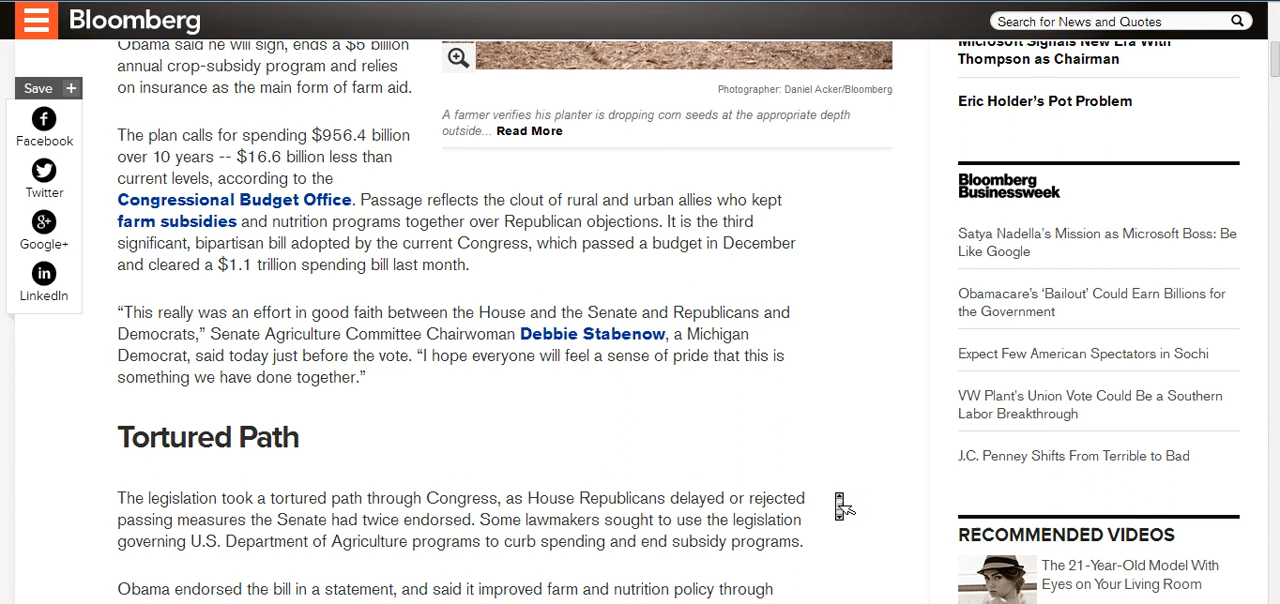 Bloomberg
Search for News and Quotes
Save +
Facebook
Twitter
Google+
LinkedIn
Obama said he will sign, ends a $5 billion
annual crop-subsidy program and relies
on insurance as the main form of farm aid.
The plan calls for spending $956.4 billion
over 10 years -- $16.6 billion less than
current levels, according to the
Congressional Budget Office. Passage reflects the clout of rural and urban allies who kept
farm subsidies and nutrition programs together over Republican objections. It is the third
significant, bipartisan bill adopted by the current Congress, which passed a budget in December
and cleared a $1.1 trillion spending bill last month.
“This really was an effort in good faith between the House and the Senate and Republicans and
Democrats,” Senate Agriculture Committee Chairwoman Debbie Stabenow, a Michigan
Democrat, said today just before the vote. “I hope everyone will feel a sense of pride that this is
something we have done together.”
Tortured Path
The legislation took a tortured path through Congress, as House Republicans delayed or rejected
passing measures the Senate had twice endorsed. Some lawmakers sought to use the legislation
governing U.S. Department of Agriculture programs to curb spending and end subsidy programs.
Obama endorsed the bill in a statement, and said it improved farm and nutrition policy through
Photographer: Daniel Acker/Bloomberg
A farmer verifies his planter is dropping corn seeds at the appropriate depth
outside... Read More
Microsoft Signals New Era With
Thompson as Chairman
Eric Holder’s Pot Problem
Bloomberg
Businessweek
Satya Nadella’s Mission as Microsoft Boss: Be
Like Google
Obamacare’s ‘Bailout’ Could Earn Billions for
the Government
Expect Few American Spectators in Sochi
VW Plant’s Union Vote Could Be a Southern
Labor Breakthrough
J.C. Penney Shifts From Terrible to Bad
RECOMMENDED VIDEOS
The 21-Year-Old Model With
Eyes on Your Living Room